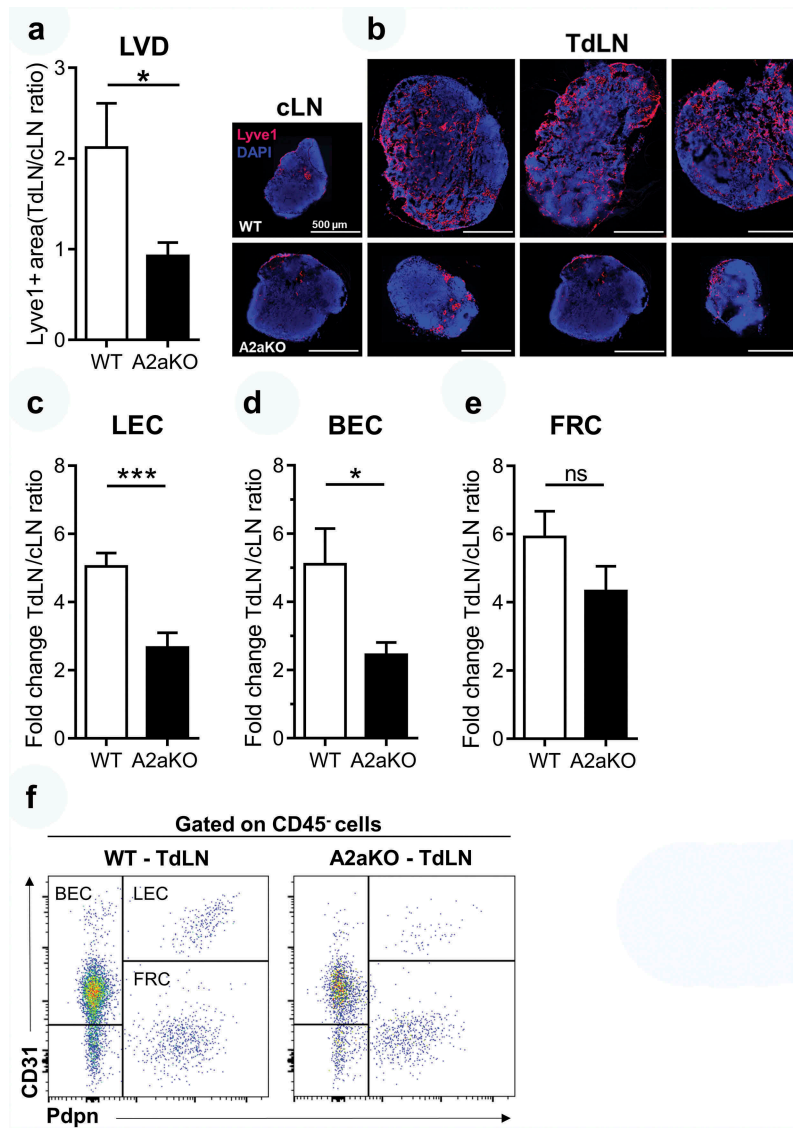 a
LVD
Lyve1+ area(TdLN/cLN ratio)
3
2
1
0
*
WT A2aKO
b
TdLN
cLN
Lyve1
DAPI
WT
500 µm
A2aKO
c
LEC
Fold change TdLN/cLN ratio
8
6
4
2
0
***
WT A2aKO
d
BEC
Fold change TdLN/cLN ratio
8
6
4
2
0
*
WT A2aKO
e
FRC
Fold change TdLN/cLN ratio
8
6
4
2
0
ns
WT A2aKO
f
Gated on CD45- cells
WT - TdLN
A2aKO - TdLN
BEC
LEC
FRC
CD31
Pdpn